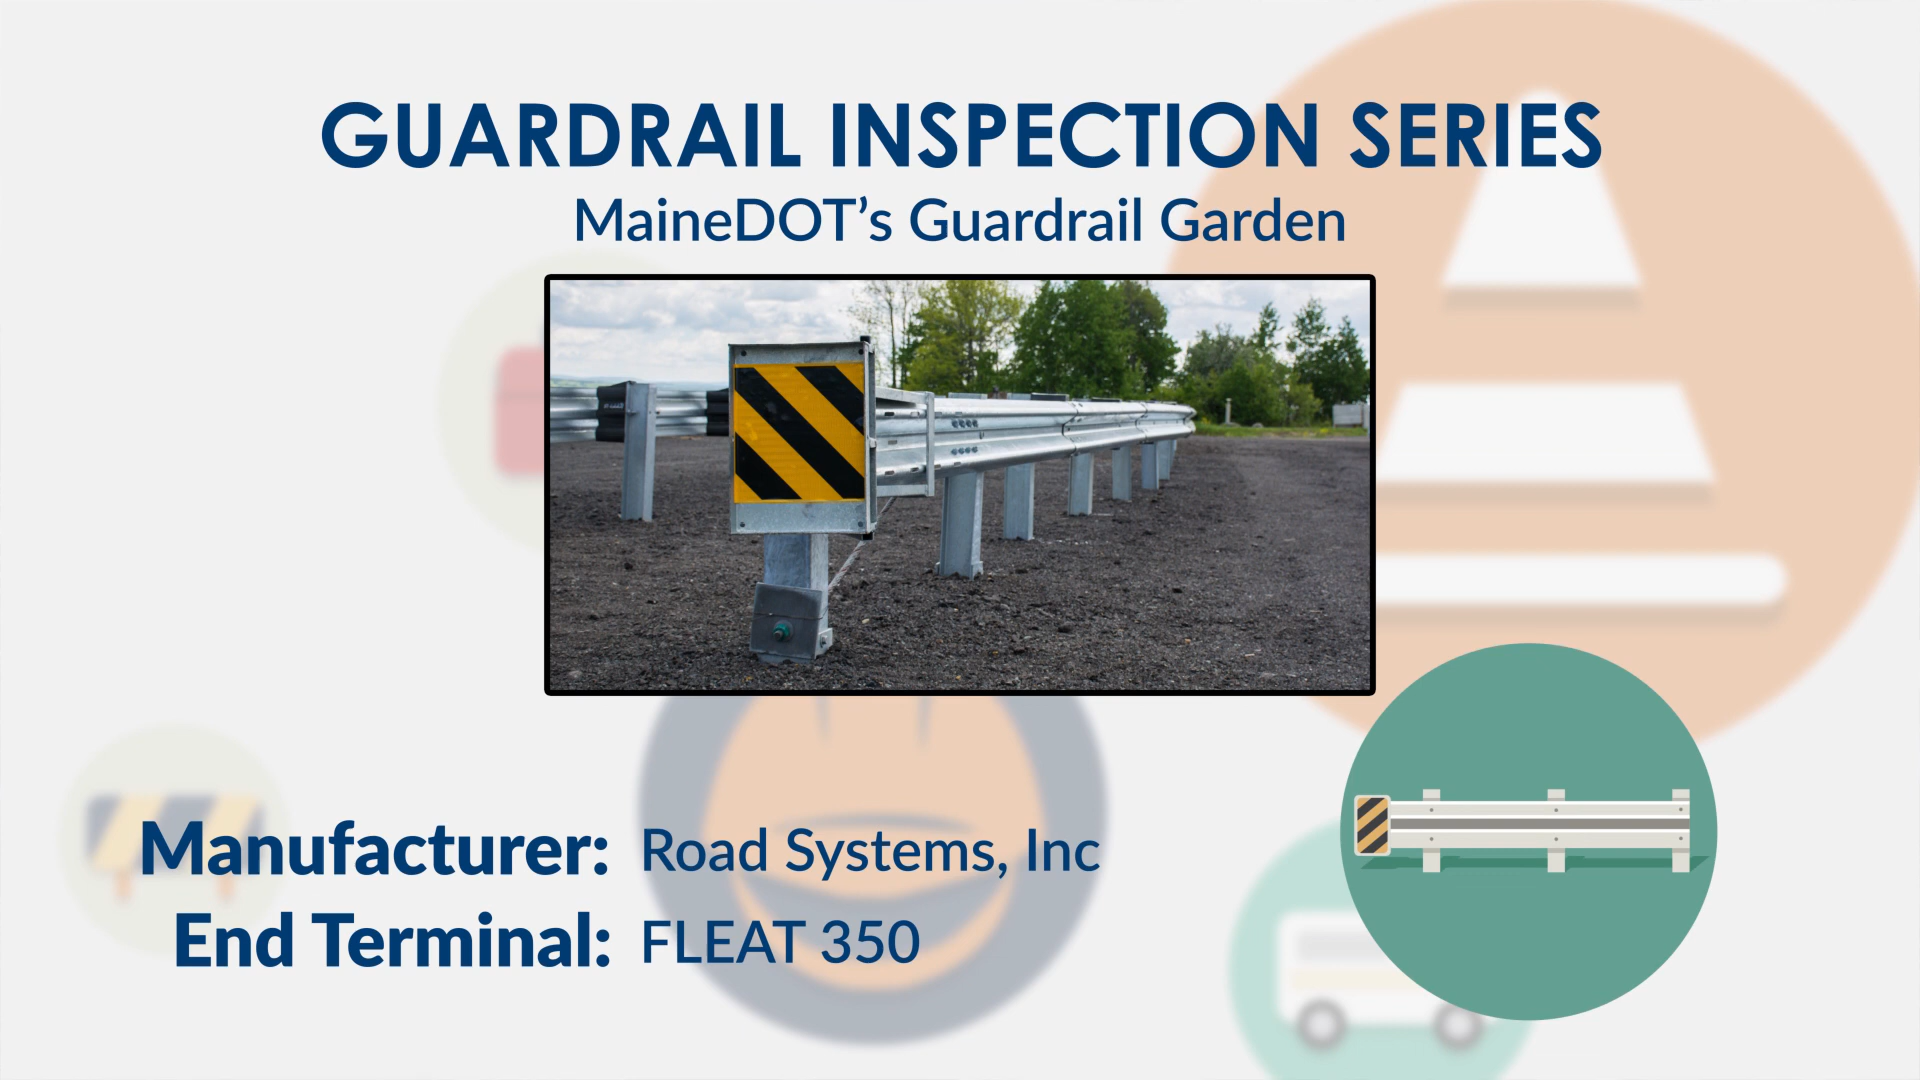 GUARDRAIL INSPECTION SERIES
MaineDOT’s Guardrail Garden
Manufacturer: Road Systems, Inc
End Terminal: FLEAT 350